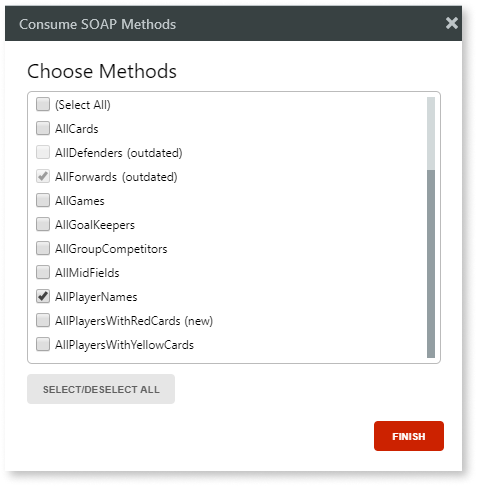 Consume SOAP Methods
Choose Methods
(Select All)
AllCards
AllDefenders (outdated)
AllForwards (outdated)
AllGames
AllGoalKeepers
AllGroupCompetitors
AllMidFields
AllPlayerNames
AllPlayersWithRedCards (new)
AllPlayersWithYellowCards
SELECT/DESELECT ALL
FINISH